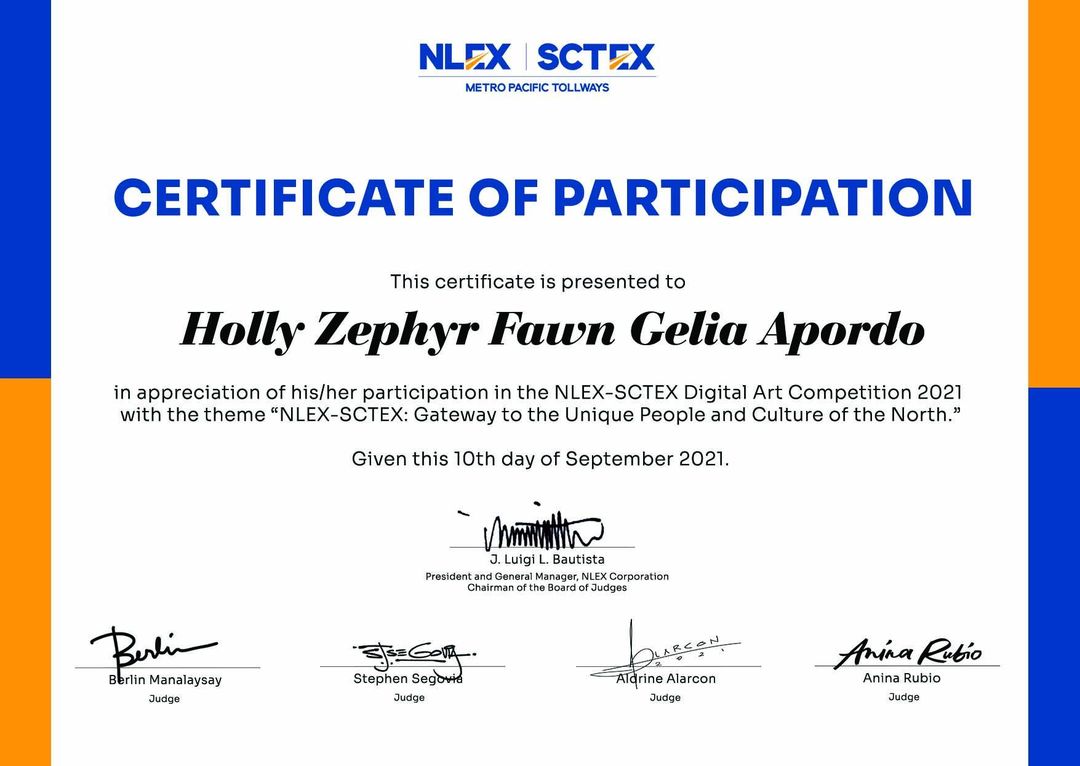 NLEX | SCTEX
METRO PACIFIC TOLLWAYS
CERTIFICATE OF PARTICIPATION
This certificate is presented to
Holly Zephyr Fawn Gelia Apordo
in appreciation of his/her participation in the NLEX-SCTEX Digital Art Competition 2021
with the theme “NLEX-SCTEX: Gateway to the Unique People and Culture of the North.”
Given this 10th day of September 2021.
J. Luigi L. Bautista
President and General Manager, NLEX Corporation
Chairman of the Board of Judges
Berlin
Berlin Manalaysay
Judge
SJSEGOVIA
Stephen Segovia
Judge
ALARCON
2021.
Aldrine Alarcon
Judge
Anina Rubio
Anina Rubio
Judge